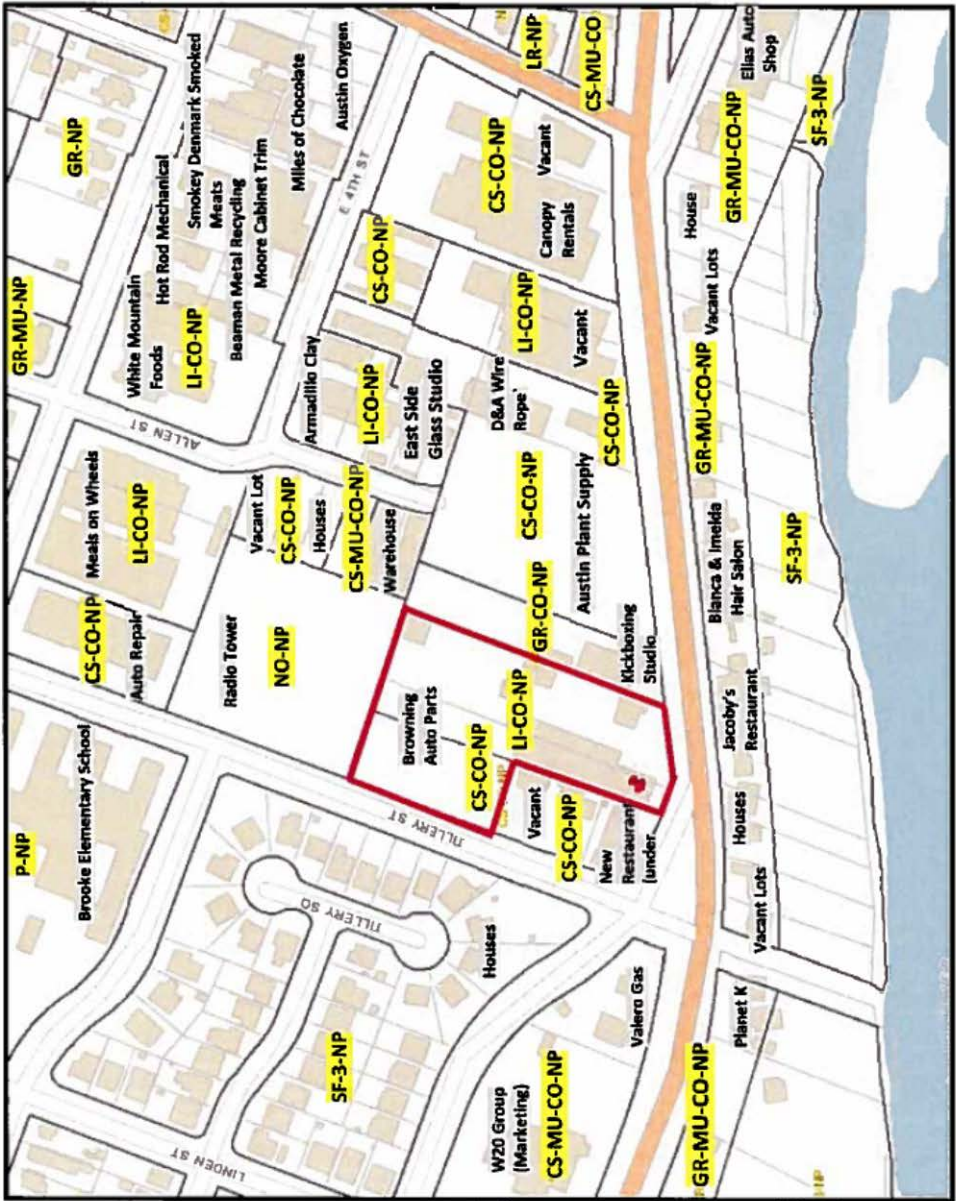 GR-MU-NP
GR-NP
P-NP
Brooke Elementary School
CS-CO-NP
Auto Repair
Meals on Wheels
LI-CO-NP
ALLEN ST
White Mountain
Foods
LI-CO-NP
Hot Rod Mechanical
Smokey Denmark Smoked
Meats
Beaman Metal Recycling
Moore Cabinet Trim
Miles of Chocolate
Austin Oxygen
E 4TH ST
LR-NP
CS-MU-CO
Radio Tower
NO-NP
Vacant Lot
CS-CO-NP
Houses
CS-MU-CO-NP
Warehouse
Armadillo Clay
LI-CO-NP
East Side
Glass Studio
CS-CO-NP
CS-CO-NP
Vacant
Canopy
Rentals
LI-CO-NP
Vacant
D&A Wire
Rope
CS-CO-NP
CS-CO-NP
Austin Plant Supply
GR-CO-NP
Kickboxing
Studio
Browning
Auto Parts
CS-CO-NP
LI-CO-NP
TILLERY ST
Vacant
CS-CO-NP
New
Restaurant
(under
TILLERY SQ
Houses
SF-3-NP
LINDEN ST
W20 Group
(Marketing)
CS-MU-CO-NP
Valero Gas
GR-MU-CO-NP
Planet K
Vacant Lots
Houses
Jacoby's
Restaurant
Bianca & Imelda
Hair Salon
GR-MU-CO-NP
Vacant Lots
House
GR-MU-CO-NP
Elias Auto
Shop
SF-3-NP
SF-3-NP